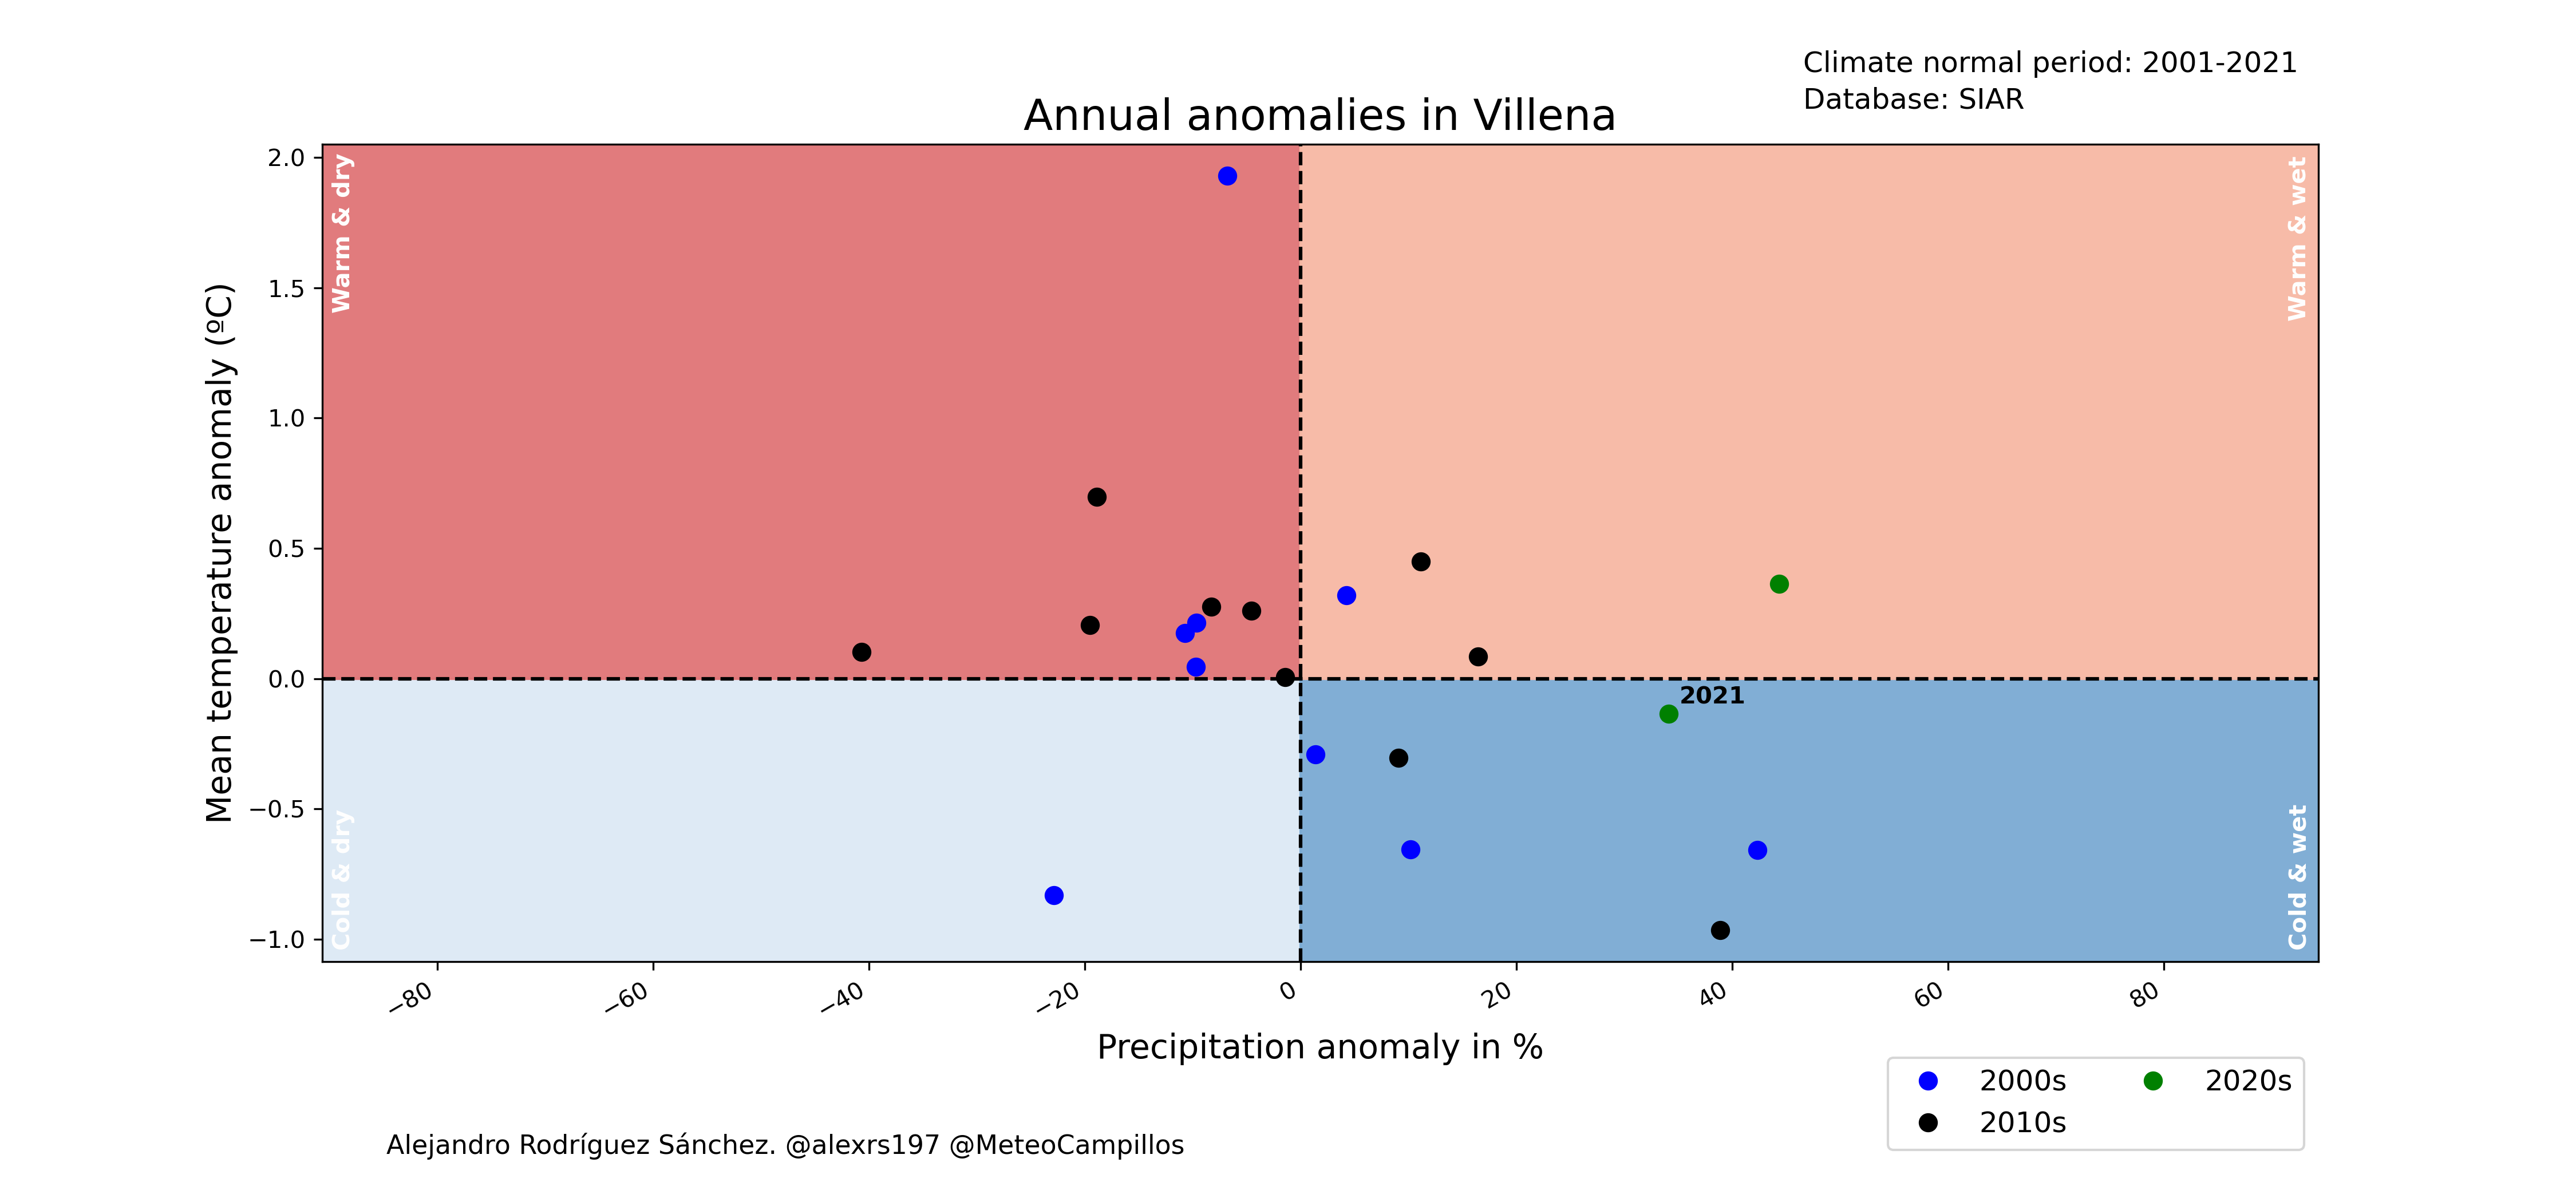 Climate normal period: 2001-2021
Database: SIAR
Annual anomalies in Villena
Mean temperature anomaly (ºC)
2.0
1.5
1.0
0.5
0.0
−0.5
−1.0
Warm & dry
Warm & wet
2021
Cold & dry
Cold & wet
−80
−60
−40
−20
0
20
40
60
80
Precipitation anomaly in %
2000s
2010s
2020s
Alejandro Rodríguez Sánchez. @alexrs197 @MeteoCampillos